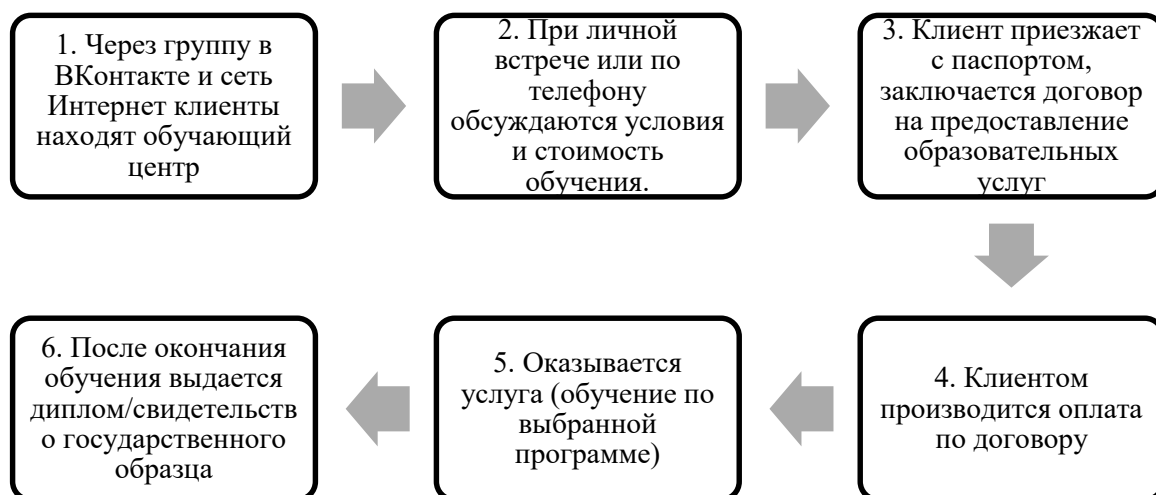 1. Через группу в
ВКонтакте и сеть
Интернет клиенты
находят обучающий
центр
2. При личной
встрече или по
телефону
обсуждаются условия
и стоимость
обучения.
3. Клиент приезжает
с паспортом,
заключается договор
на предоставление
образовательных
услуг
4. Клиентом
производится оплата
по договору
5. Оказывается
услуга (обучение по
выбранной
программе)
6. После окончания
обучения выдается
диплом/свидетельств
о государственного
образца